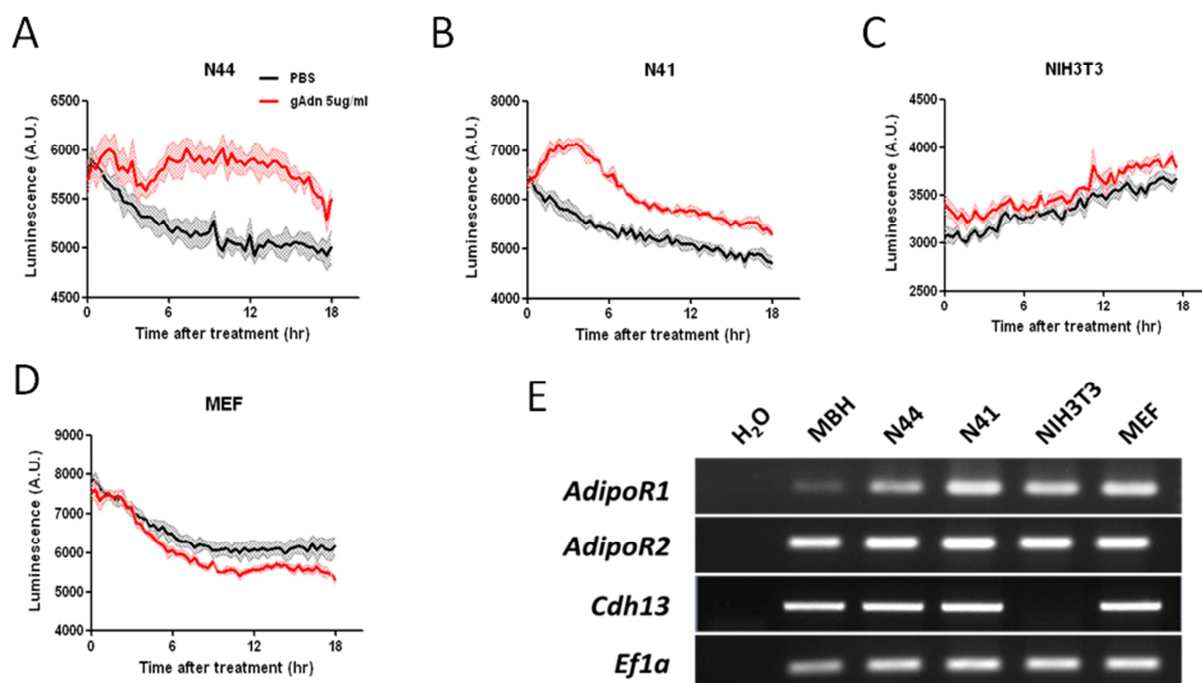 A
N44
PBS
gAdn 5ug/ml
Luminescence (A.U.)
6500
6000
5500
5000
4500
0 6 12 18
Time after treatment (hr)
B
N41
Luminescence (A.U.)
8000
7000
6000
5000
4000
0 6 12 18
Time after treatment (hr)
C
NIH3T3
Luminescence (A.U.)
4500
4000
3500
3000
2500
0 6 12 18
Time after treatment (hr)
D
MEF
Luminescence (A.U.)
9000
8000
7000
6000
5000
4000
0 6 12 18
Time after treatment (hr)
E
H₂O MBH N44 N41 NIH3T3 MEF
AdipoR1
AdipoR2
Cdh13
Ef1a